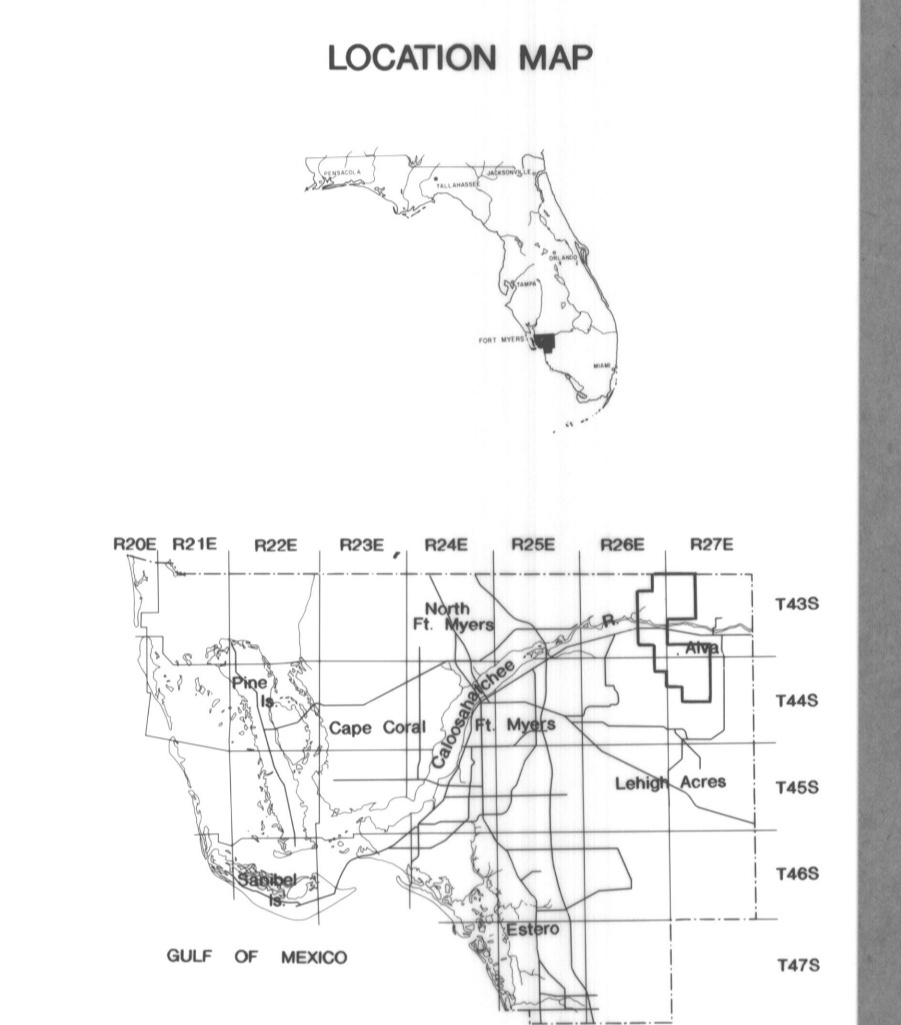 LOCATION MAP
PENSACOLA
TALLAHASSEE
JACKSONVILLE
ORLANDO
TAMPA
FORT MYERS
MIAMI
R20E R21E R22E R23E R24E R25E R26E R27E
T43S
North
Ft. Myers
R.
Alva
Caloosahatchee
T44S
Pine
Is.
Cape Coral
Ft. Myers
Lehigh Acres
T45S
T46S
Sanibel
Is.
Estero
GULF OF MEXICO
T47S